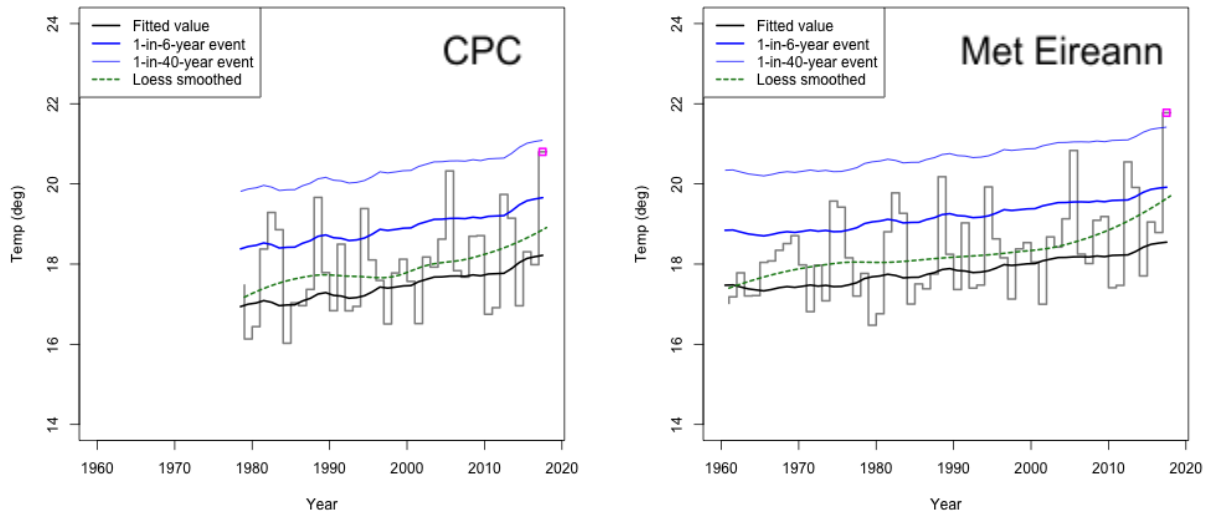 Fitted value
1-in-6-year event
1-in-40-year event
Loess smoothed
CPC
Temp (deg)
24
22
20
18
16
14
1960 1970 1980 1990 2000 2010 2020
Year
Fitted value
1-in-6-year event
1-in-40-year event
Loess smoothed
Met Eireann
Temp (deg)
24
22
20
18
16
14
1960 1970 1980 1990 2000 2010 2020
Year